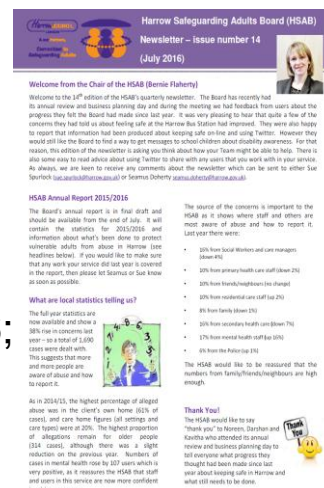 Harrow Safeguarding Adults Board (HSAB)
Newsletter – issue number 14
(July 2016)
Welcome from the Chair of the HSAB (Bernie Flaherty)
Welcome to the 14th edition of the HSAB's quarterly newsletter. The Board has recently had
its annual review and business planning day and during the meeting we had feedback from users about the
progress they felt the Board had made since last year. It was very pleasing to hear that quite a few of the
concerns they had told us about feeling safe at the Harrow Bus Station had improved. They were also happy
to report that information had been produced about keeping safe on-line and using Twitter. However they
would still like the Board to find a way to get messages to school children about disability awareness. For that
reason, this edition of the newsletter is asking you think about how your Team might be able to help. There is
also some easy to read advice about using Twitter to share with any users that you work with in your service.
As always, we are keen to receive any comments about the newsletter which can be sent to either Sue
Spurlock (sue.spurlock@harrow.gov.uk) or Seamus Doherty seamus.doherty@harrow.gov.uk).
HSAB Annual Report 2015/2016
The Board's annual report is in final draft and
should be available from the end of July. It will
contain the statistics for 2015/2016 and
information about what's been done to protect
vulnerable adults from abuse in Harrow (see
headlines below). If you would like to make sure
that any work your service did last year is covered
in the report, then please let Seamus or Sue know
as soon as possible.
What are local statistics telling us?
The full year statistics are
now available and show a
38% rise in concerns last
year – so a total of 1,690
cases were dealt with.
This suggests that more
and more people are
aware of abuse and how
to report it.
As in 2014/15, the highest percentage of alleged
abuse was in the client's own home (61% of
cases), and care home figures (all settings and
care types) were at 20%. The highest proportion
of allegations remain for older people
(314 cases), although there was a slight
reduction on the previous year. Numbers of
cases in mental health rose by 107 users which is
very positive, as it reassures the HSAB that staff
and users in this service are now more confident
The source of the concerns is important to the
HSAB as it shows where staff and others are
most aware of abuse and how to report it.
Last year there were:
• 16% from Social Workers and care managers
(down 4%)
• 10% from primary health care staff (down 2%)
• 10% from friends/neighbours (no change)
• 10% from residential care staff (up 2%)
• 8% from family (down 1%)
• 16% from secondary health care (down 7%)
• 17% from mental health staff (up 16%)
• 6% from the Police (up 1%)
The HSAB would like to be reassured that the
numbers from family/friends/neighbours are high
enough.
Thank You!
The HSAB would like to say
"thank you" to Noreen, Darshan and
Kavitha who attended its annual
review and business planning day to
tell everyone what progress they
thought had been made since last
year about keeping safe in Harrow and
what still needs to be done.
;